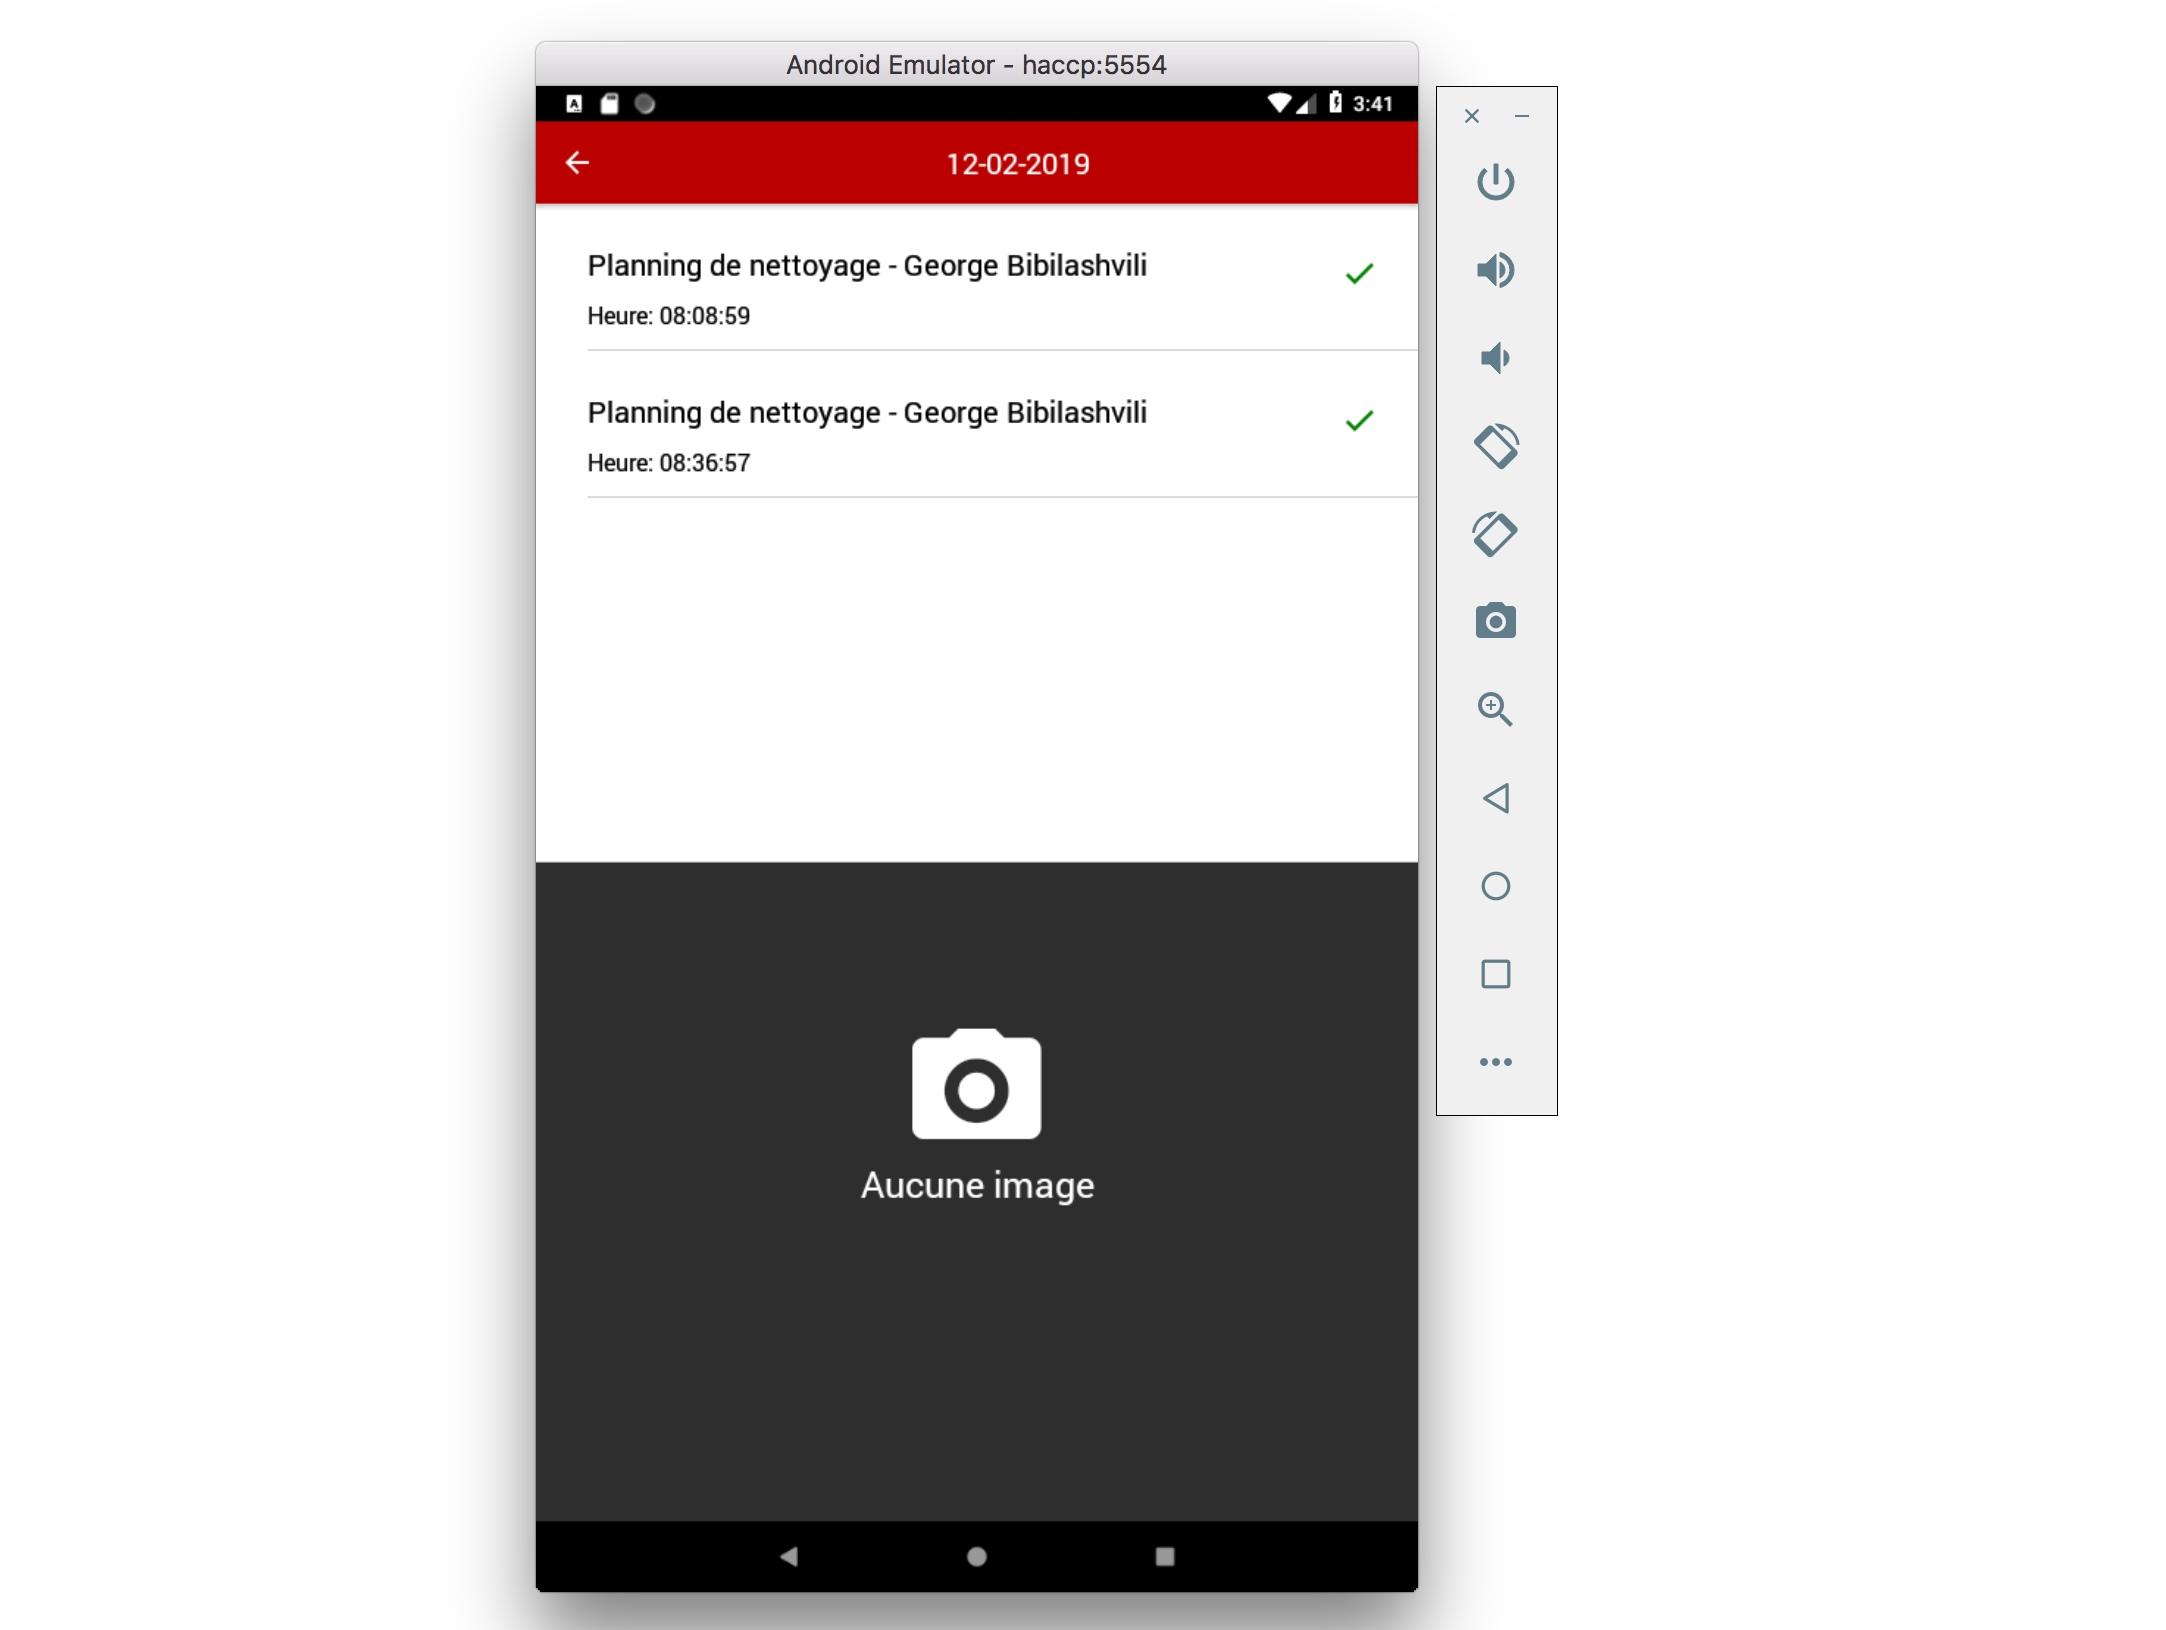 Android Emulator - haccp:5554
3:41
12-02-2019
Planning de nettoyage - George Bibilashvili
Heure: 08:08:59
Planning de nettoyage - George Bibilashvili
Heure: 08:36:57
Aucune image